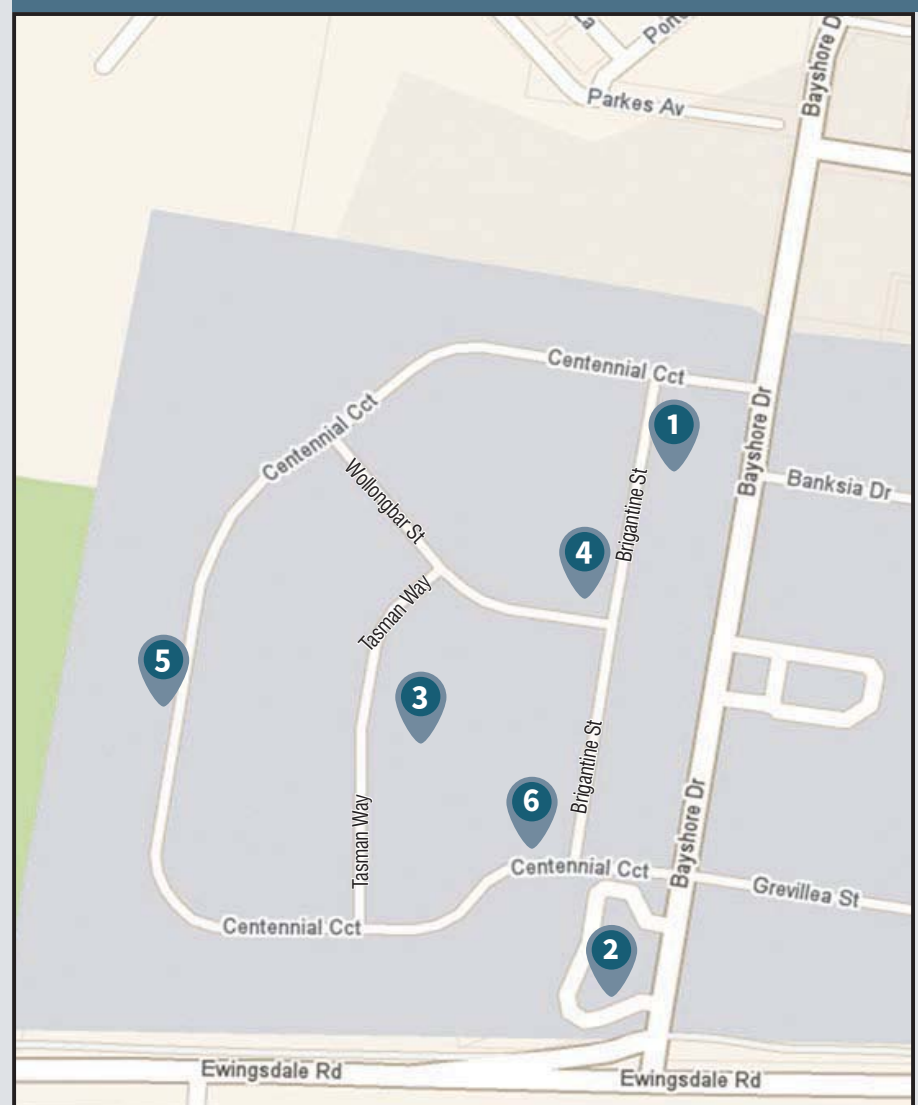 La
Bayshore D
Parkes Av
Centennial Cct
Centennial Cct
1
Bayshore Dr
Banksia Dr
Wollongbar St
Brigantine St
4
Tasman Way
5
3
Brigantine St
6
Tasman Way
Bayshore Dr
Centennial Cct
Grevillea St
Centennial Cct
2
Ewingsdale Rd
Ewingsdale Rd